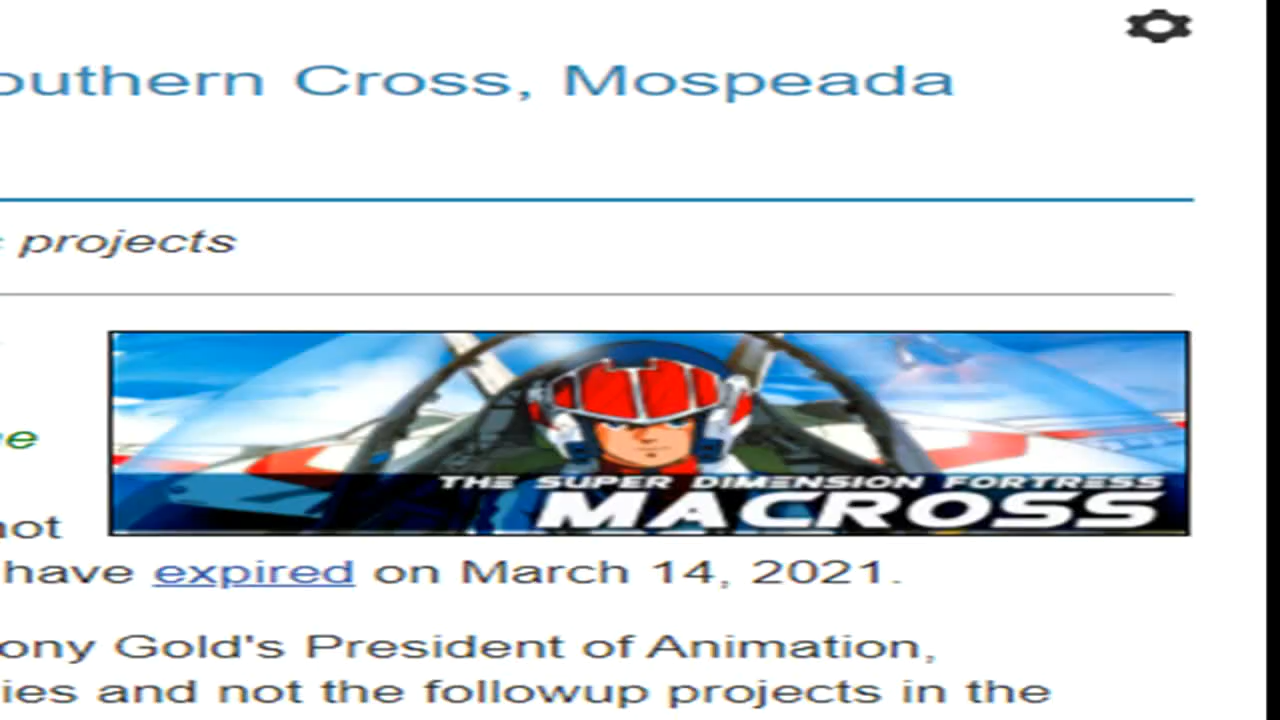 outhern Cross, Mospeada
projects
THE SUPER DIMENSION FORTRESS
MACROSS
e
not
have expired on March 14, 2021.
ony Gold's President of Animation,
ies and not the followup projects in the